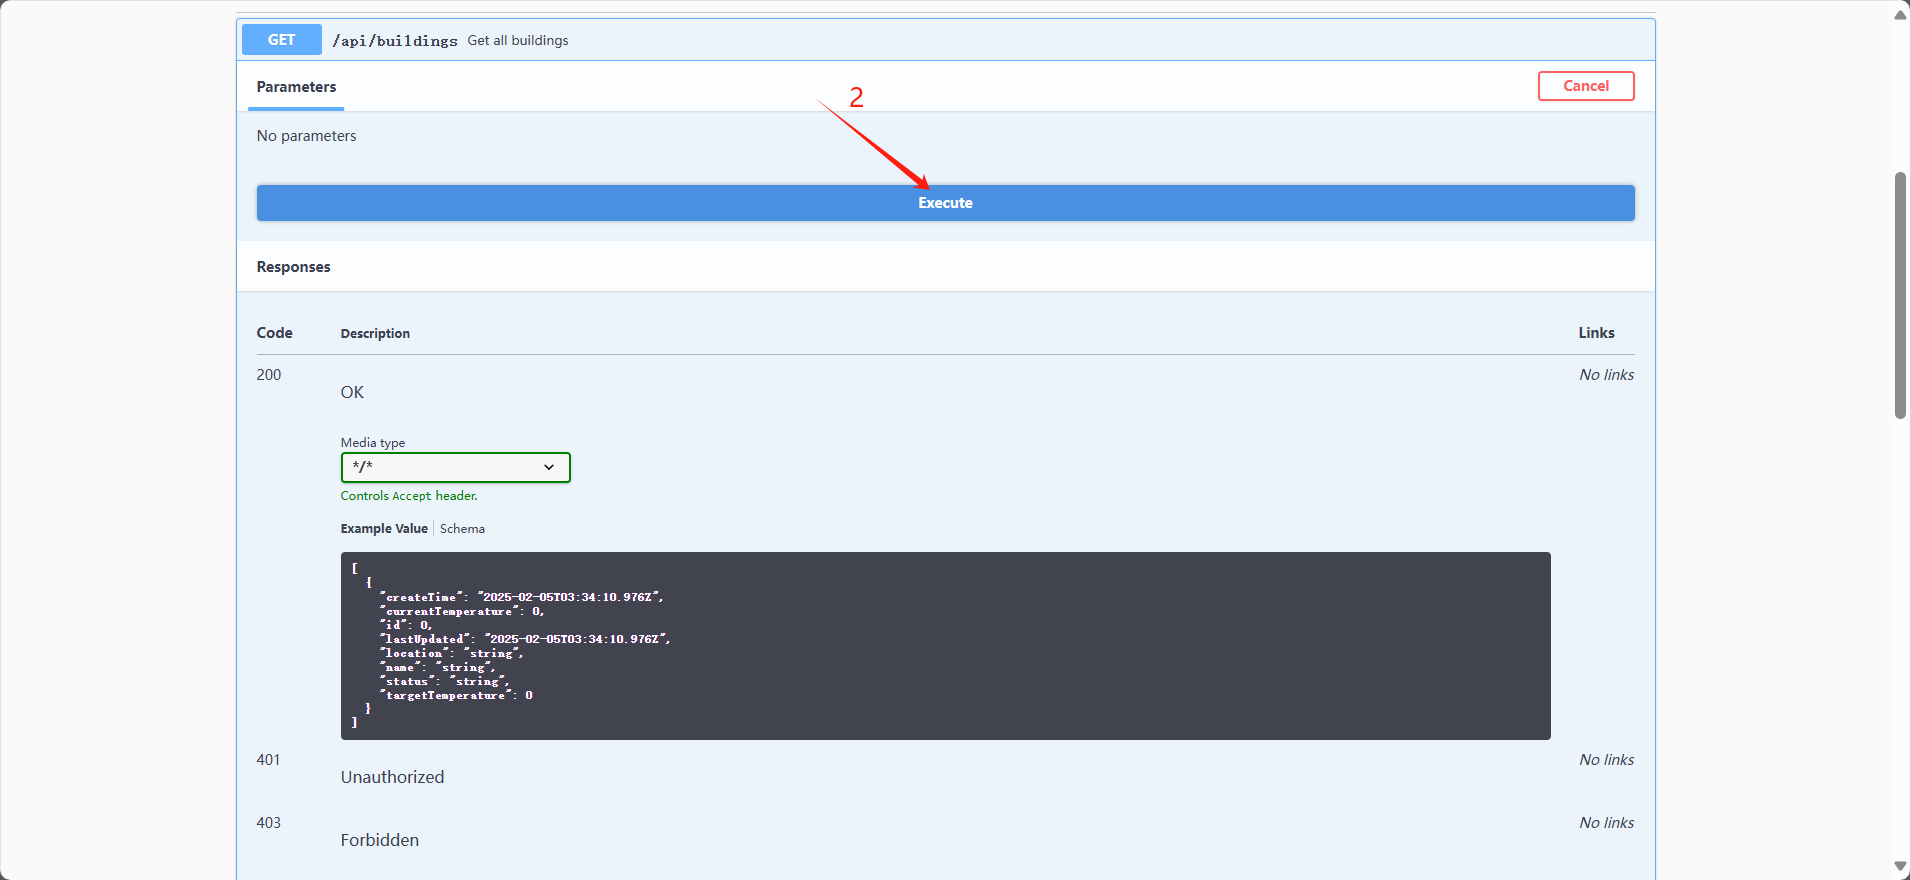 GET /api/buildings Get all buildings
Parameters
Cancel
2
No parameters
Execute
Responses
Code Description Links
200 No links
OK
Media type
*/*
Controls Accept header.
Example Value Schema
[
  {
    "createTime": "2025-02-05T03:34:10.976Z",
    "currentTemperature": 0,
    "id": 0,
    "lastUpdated": "2025-02-05T03:34:10.976Z",
    "location": "string",
    "name": "string",
    "status": "string",
    "targetTemperature": 0
  }
]
401 No links
Unauthorized
403 No links
Forbidden